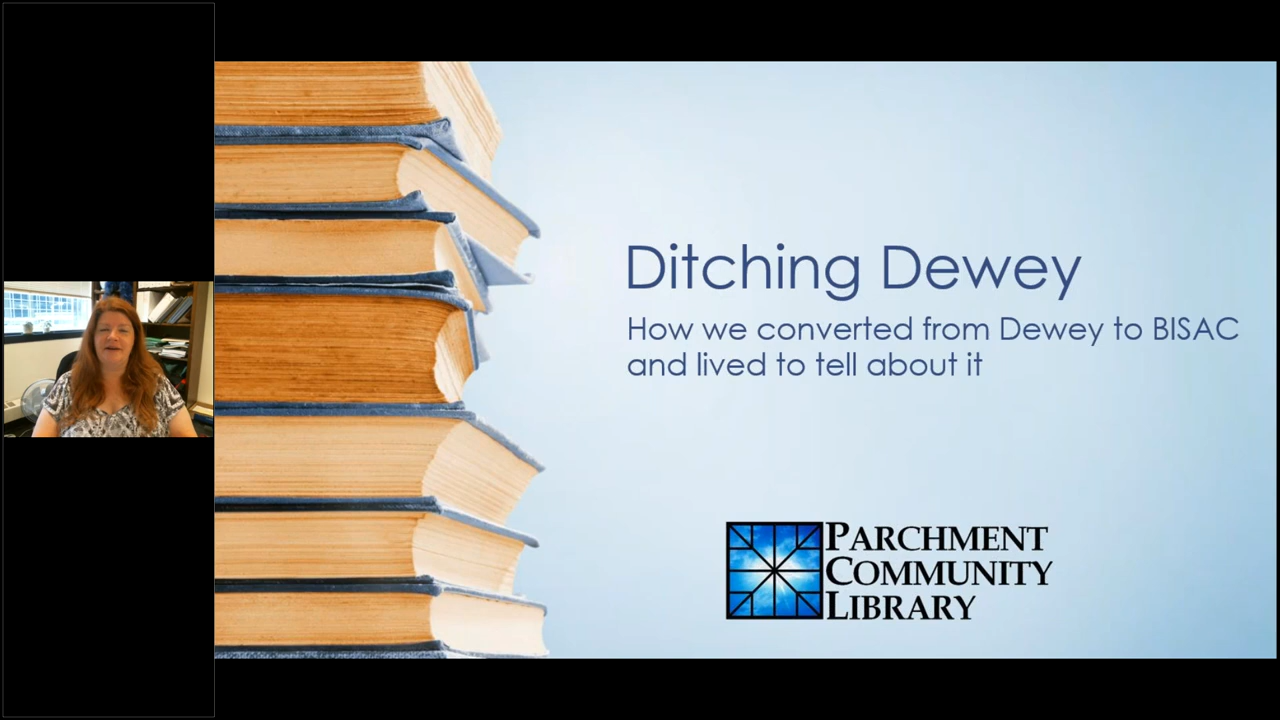 Ditching Dewey
How we converted from Dewey to BISAC
and lived to tell about it
PARCHMENT
COMMUNITY
LIBRARY